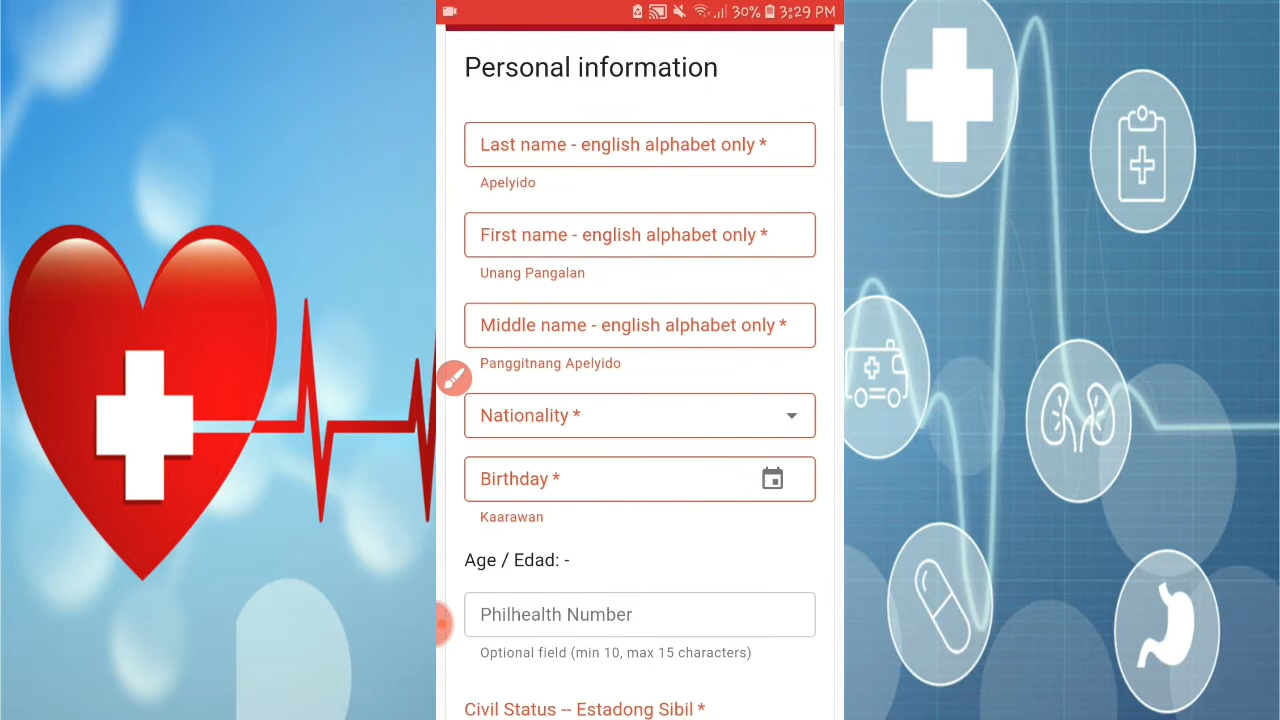 30% 3:29 PM
Personal information
Last name - english alphabet only *
Apelyido
First name - english alphabet only *
Unang Pangalan
Middle name - english alphabet only *
Panggitnang Apelyido
Nationality *
Birthday *
Kaarawan
Age / Edad: -
Philhealth Number
Optional field (min 10, max 15 characters)
Civil Status -- Estadong Sibil *